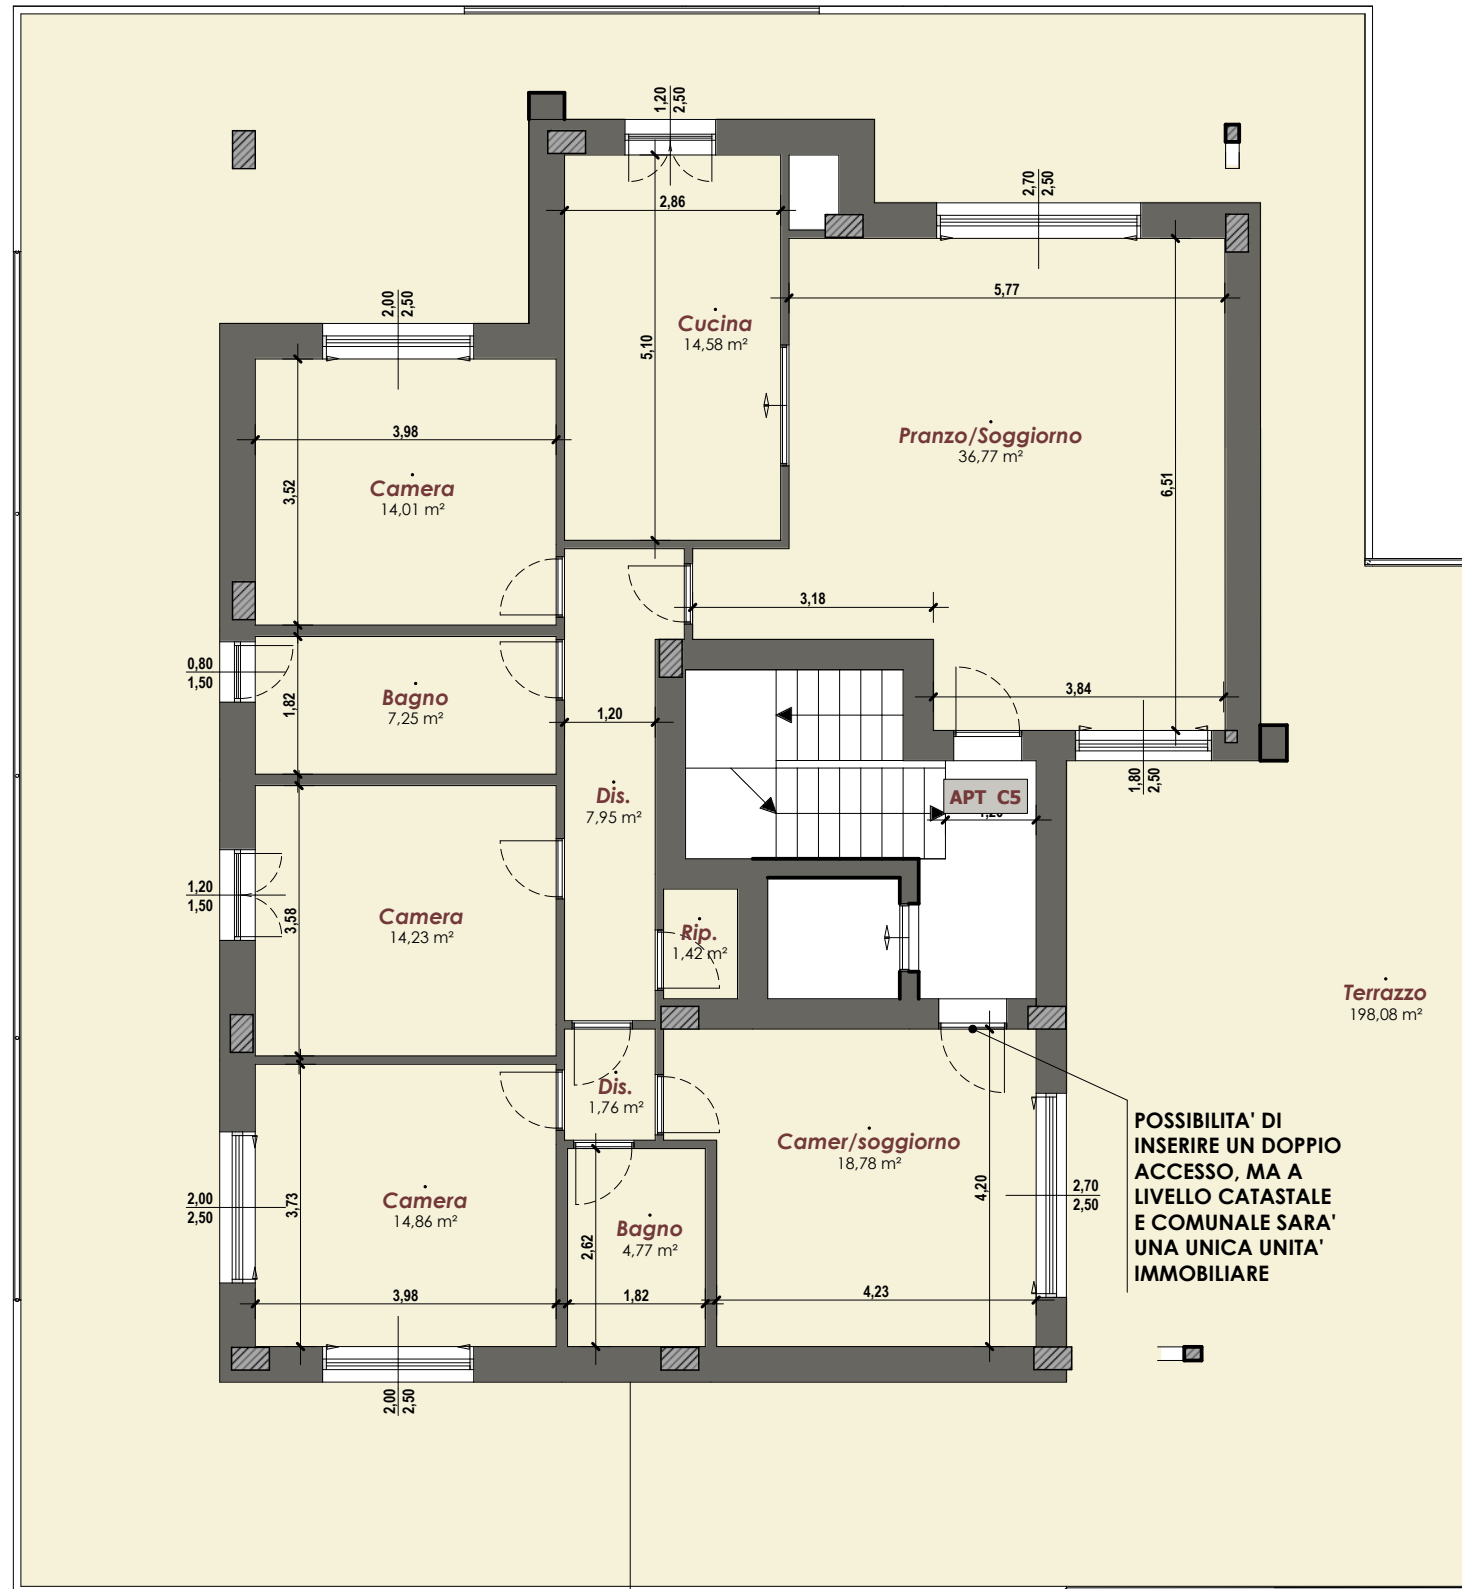 1,20
2,50
2,70
2,50
2,86
2,00
2,50
5,77
Cucina
14,58 m²
5,10
3,98
Pranzo/Soggiorno
36,77 m²
Camera
14,01 m²
3,52
6,51
3,18
0,80
1,50
1,82
Bagno
7,25 m²
1,20
3,84
1,80
2,50
Dis.
7,95 m²
APT C5
1,20
1,50
3,58
Camera
14,23 m²
Rip.
1,42 m²
Terrazzo
198,08 m²
Dis.
1,76 m²
Camer/soggiorno
18,78 m²
4,20
2,70
2,50
POSSIBILITA' DI
INSERIRE UN DOPPIO
ACCESSO, MA A
LIVELLO CATASTALE
E COMUNALE SARA'
UNA UNICA UNITA'
IMMOBILIARE
2,00
2,50
3,73
Camera
14,86 m²
Bagno
4,77 m²
2,62
3,98
1,82
4,23
2,00
2,50